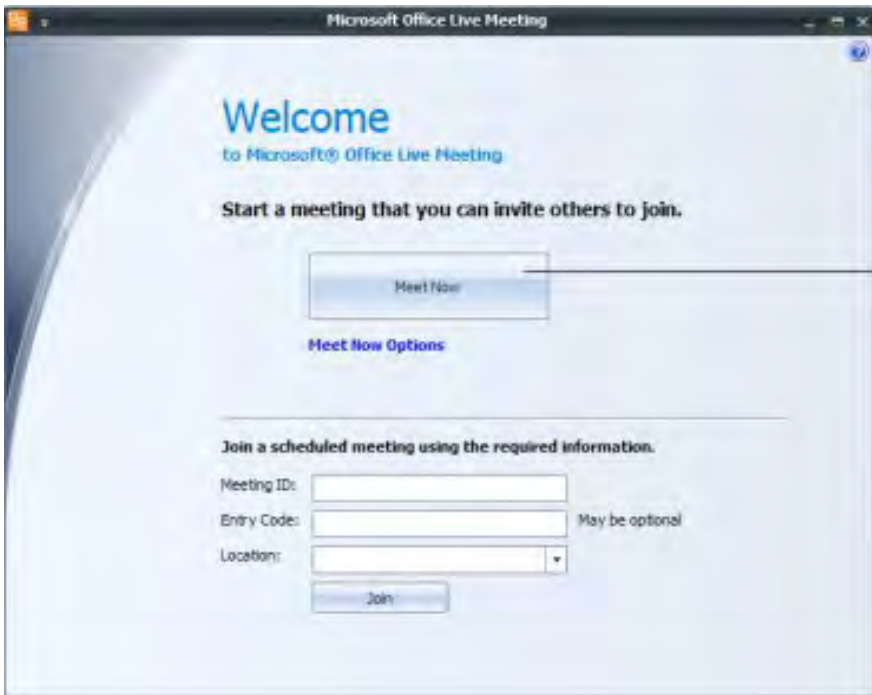 Microsoft Office Live Meeting
Welcome
to Microsoft® Office Live Meeting
Start a meeting that you can invite others to join.
Meet Now
Meet Now Options
Join a scheduled meeting using the required information.
Meeting ID:
Entry Code:
May be optional
Location:
Join